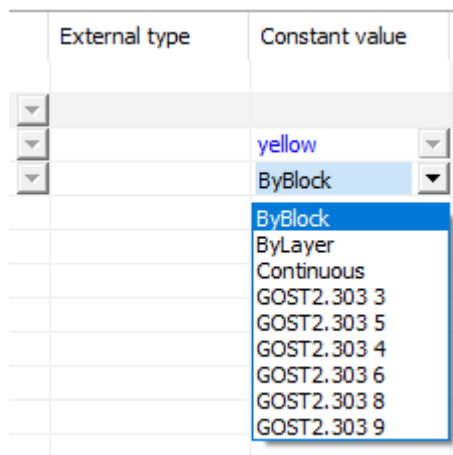 External type Constant value
yellow
ByBlock
ByBlock
ByLayer
Continuous
GOST2.303 3
GOST2.303 5
GOST2.303 4
GOST2.303 6
GOST2.303 8
GOST2.303 9